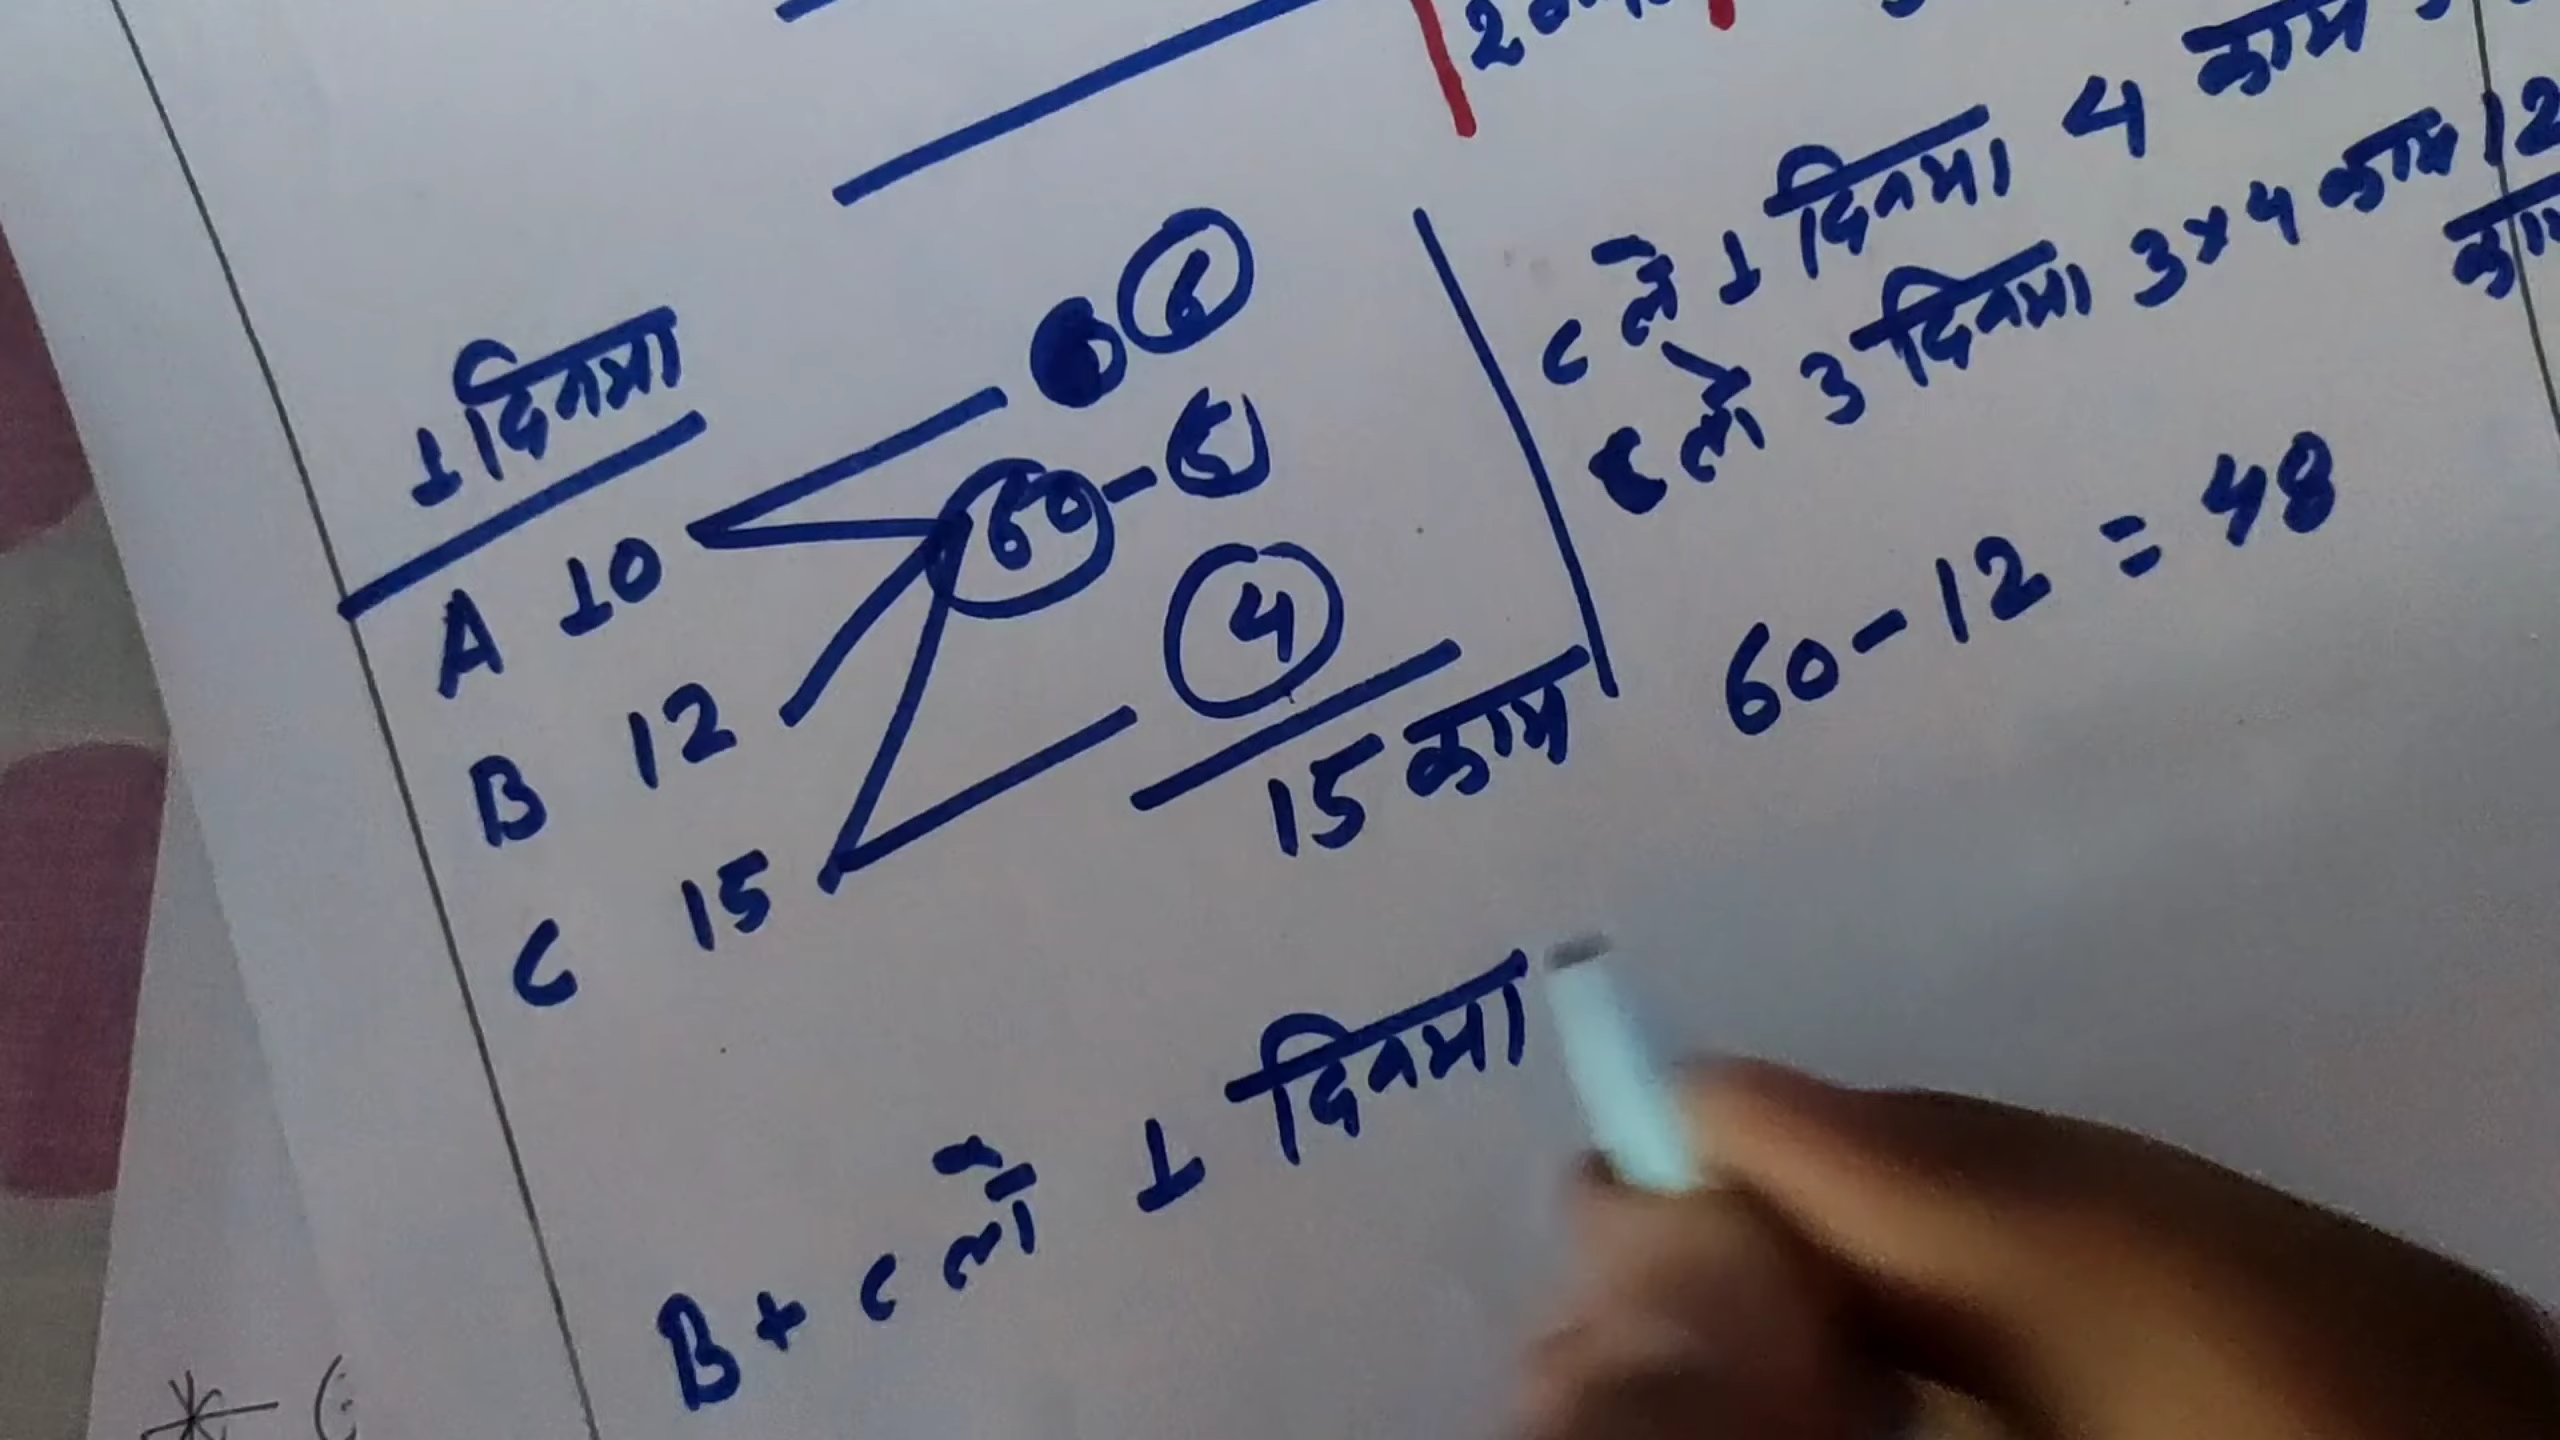 C ले 1 दिनमा 4 काम
C ले 3 दिनमा 3×4 काम 12
काम
1 दिनमा
A 10 6
60 - 5
B 12
4
C 15
15 काम
60 - 12 = 48
B + C ले 1 दिनमा